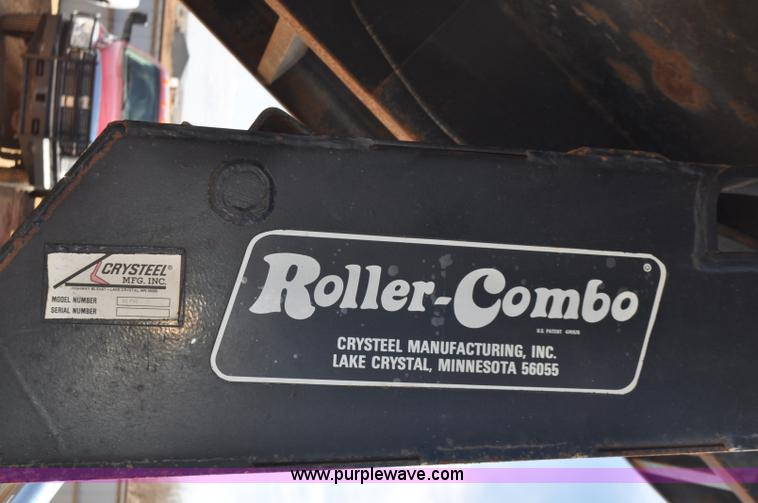 CRYSTEEL®
MFG. INC.
MODEL NUMBER
SERIAL NUMBER
Roller-Combo ®
U.S. PATENT
CRYSTEEL MANUFACTURING, INC.
LAKE CRYSTAL, MINNESOTA 56055
www.purplewave.com